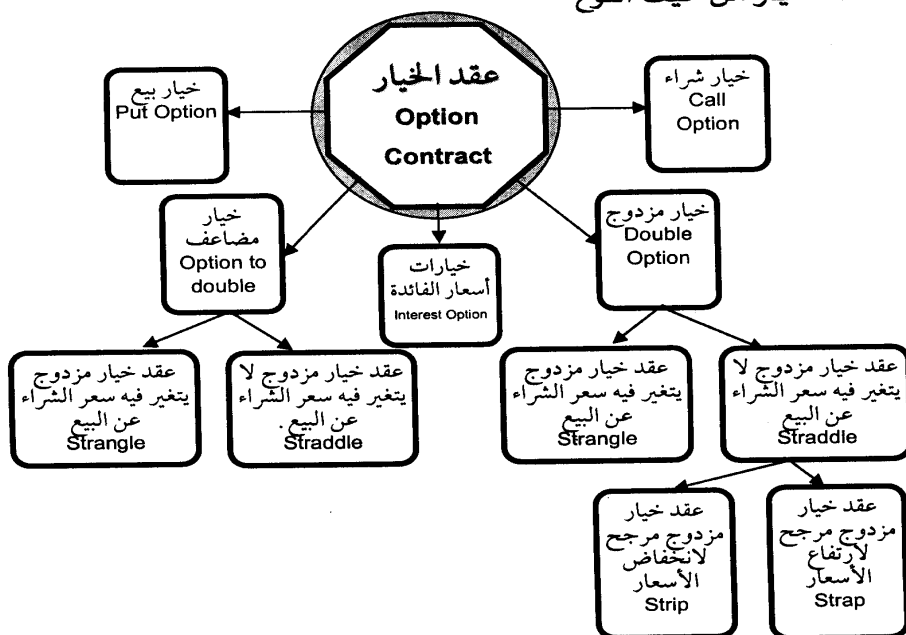 من حيث
عقد الخيار
Option
Contract
خيار شراء
Call
Option
خيار بيع
Put Option
خيار مزدوج
Double
Option
خيارات
أسعار الفائدة
Interest Option
خيار
مضاعف
Option to
double
عقد خيار مزدوج لا
يتغير فيه سعر الشراء
عن البيع
Straddle
عقد خيار مزدوج
يتغير فيه سعر الشراء
عن البيع
Strangle
عقد خيار مزدوج لا
يتغير فيه سعر الشراء
عن البيع .
Straddle
عقد خيار مزدوج
يتغير فيه سعر الشراء
عن البيع
Strangle
عقد خيار
مزدوج مرجح
لأرتفاع
الأسعار
Strap
عقد خيار
مزدوج مرجح
لانخفاض
الأسعار
Strip